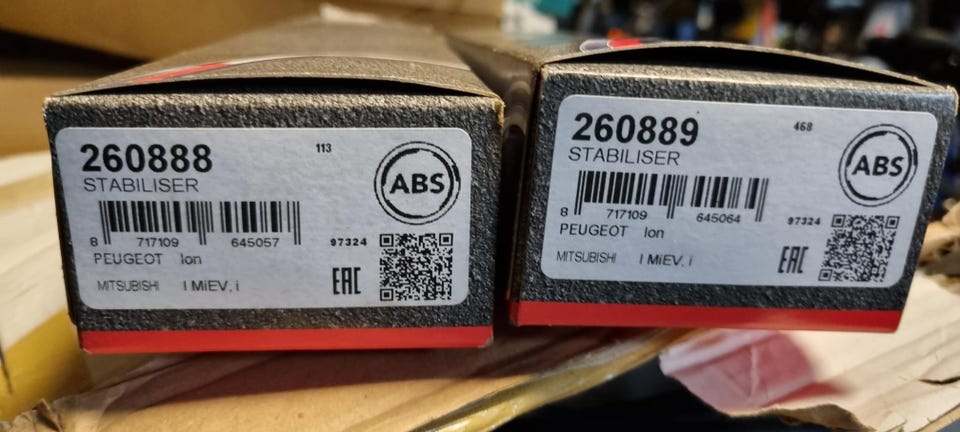 260888
113
STABILISER
ABS
8 717109 645057
97324
PEUGEOT Ion
MITSUBISHI I MiEV, i
EAC
260889
468
STABILISER
ABS
8 717109 645064
97324
PEUGEOT Ion
MITSUBISHI I MiEV, i
EAC